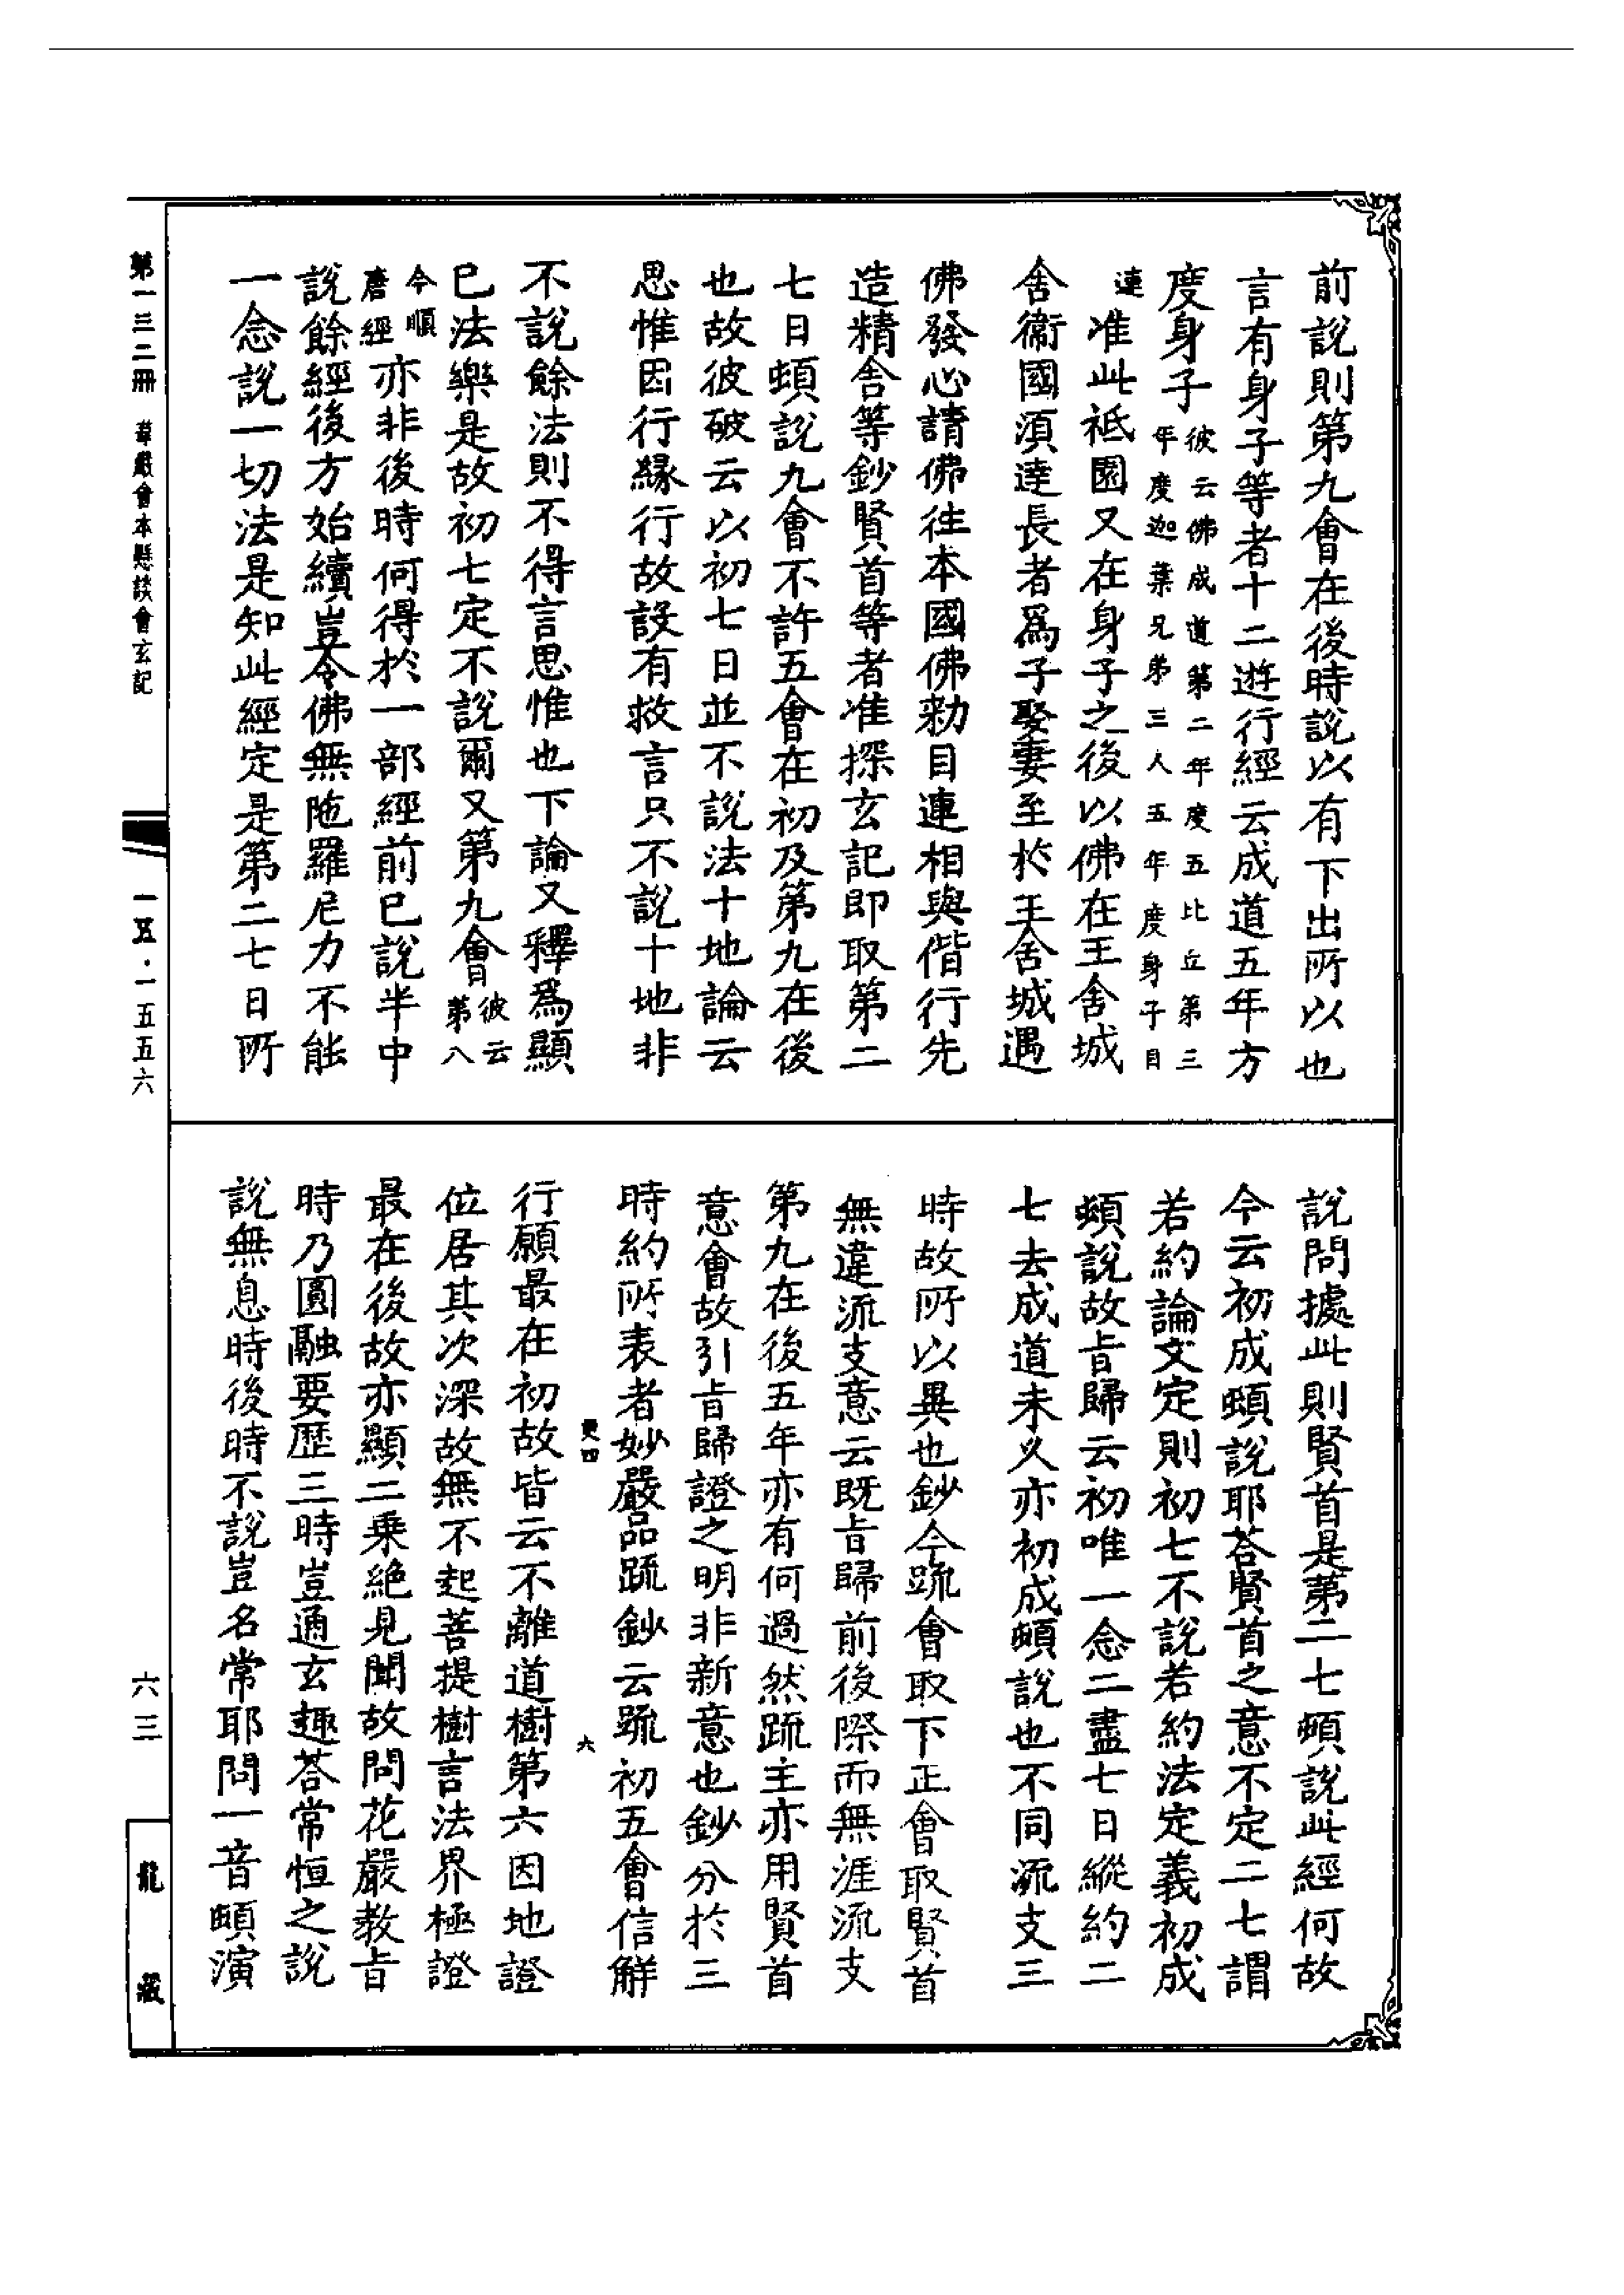 前說則第九會在後時說以有下出所以也
言有身子等者十二遊行經云成道五年方
度身子彼云佛成道第二年度五比丘第三年度迦葉兄弟三人五年度身子目
連准此祇園又在身子之後以佛在王舍城
舍衞國須達長者爲子娶妻至於王舍城遇
佛發心請佛往本國佛勅目連相與偕行先
造精舍等鈔賢首等者准探玄記即取第二
七日頓說九會不許五會在初及第九在後
也故彼破云以初七日並不說法十地論云
思惟因行緣行故設有救言只不說十地非
不說餘法則不得言思惟也下論又釋爲顯
已法樂是故初七定不說爾又第九會彼云第八
今順唐經亦非後時何得於一部經前已說半中
說餘經後方始續豈令佛無陁羅尼力不能
一念說一切法是知此經定是第二七日所
說問據此則賢首是第二七頓說此經何故
今云初成頓說耶荅賢首之意不定二七謂
若約論文定則初七不說若約法定義初成
頓說故㫖歸云初唯一念二盡七日縱約二
七去成道未久亦初成頓說也不同流支三
時故所以異也鈔今䟽會取下正會取賢首
無違流支意云旣㫖歸前後際而無涯流支
第九在後五年亦有何過然䟽主亦用賢首
意會故引㫖歸證之明非新意也鈔分於三
時約所表者妙嚴品䟽鈔云䟽初五會信解
行願最在初故皆云不離道樹第六因地證
位居其次深故無不起菩提樹言法界極證
最在後故亦顯二乗絶見聞故問花嚴教㫖
時乃圓融要歷三時豈通玄趣荅常恒之說
說無息時後時不說豈名常耶問一音頓演
第一三二冊 華嚴會本懸談會玄記
一五·一五五六
六三
龍藏
六